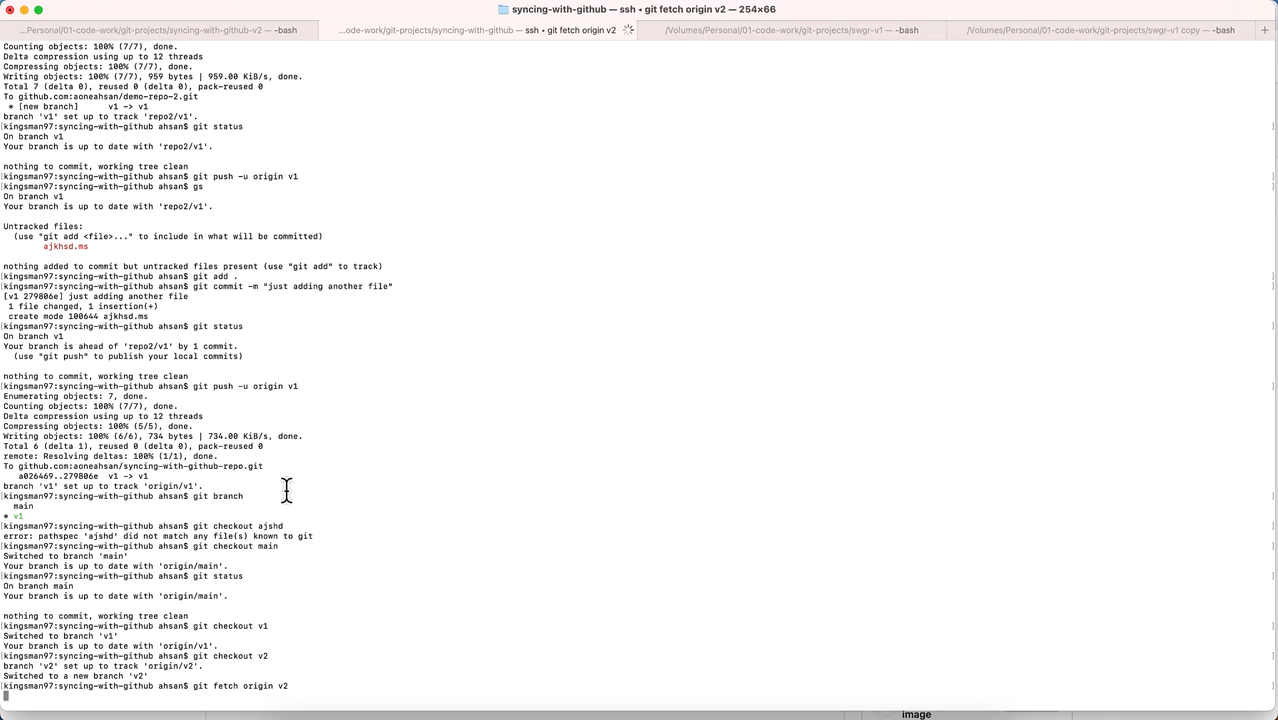 syncing-with-github — ssh ◂ git fetch origin v2 — 254×66
...Personal/01-code-work/git-projects/syncing-with-github-v2 — -bash
...ode-work/git-projects/syncing-with-github — ssh ◂ git fetch origin v2
/Volumes/Personal/01-code-work/git-projects/swgr-v1 — -bash
/Volumes/Personal/01-code-work/git-projects/swgr-v1 copy — -bash
Counting objects: 100% (7/7), done.
Delta compression using up to 12 threads
Compressing objects: 100% (7/7), done.
Writing objects: 100% (7/7), 959 bytes | 959.00 KiB/s, done.
Total 7 (delta 0), reused 0 (delta 0), pack-reused 0
To github.com:aoneahsan/demo-repo-2.git
 * [new branch]      v1 -> v1
branch 'v1' set up to track 'repo2/v1'.
[kingsman97:syncing-with-github ahsan$ git status
On branch v1
Your branch is up to date with 'repo2/v1'.
nothing to commit, working tree clean
[kingsman97:syncing-with-github ahsan$ git push -u origin v1
[kingsman97:syncing-with-github ahsan$ gs
On branch v1
Your branch is up to date with 'repo2/v1'.
Untracked files:
  (use "git add <file>..." to include in what will be committed)
        ajkhsd.ms
nothing added to commit but untracked files present (use "git add" to track)
[kingsman97:syncing-with-github ahsan$ git add .
[kingsman97:syncing-with-github ahsan$ git commit -m "just adding another file"
[v1 279806e] just adding another file
 1 file changed, 1 insertion(+)
 create mode 100644 ajkhsd.ms
[kingsman97:syncing-with-github ahsan$ git status
On branch v1
Your branch is ahead of 'repo2/v1' by 1 commit.
  (use "git push" to publish your local commits)
nothing to commit, working tree clean
[kingsman97:syncing-with-github ahsan$ git push -u origin v1
Enumerating objects: 7, done.
Counting objects: 100% (7/7), done.
Delta compression using up to 12 threads
Compressing objects: 100% (5/5), done.
Writing objects: 100% (6/6), 734 bytes | 734.00 KiB/s, done.
Total 6 (delta 1), reused 0 (delta 0), pack-reused 0
remote: Resolving deltas: 100% (1/1), done.
To github.com:aoneahsan/syncing-with-github-repo.git
   a026469..279806e  v1 -> v1
branch 'v1' set up to track 'origin/v1'.
[kingsman97:syncing-with-github ahsan$ git branch
  main
* v1
[kingsman97:syncing-with-github ahsan$ git checkout ajshd
error: pathspec 'ajshd' did not match any file(s) known to git
[kingsman97:syncing-with-github ahsan$ git checkout main
Switched to branch 'main'
Your branch is up to date with 'origin/main'.
[kingsman97:syncing-with-github ahsan$ git status
On branch main
Your branch is up to date with 'origin/main'.
nothing to commit, working tree clean
[kingsman97:syncing-with-github ahsan$ git checkout v1
Switched to branch 'v1'
Your branch is up to date with 'origin/v1'.
[kingsman97:syncing-with-github ahsan$ git checkout v2
branch 'v2' set up to track 'origin/v2'.
Switched to a new branch 'v2'
[kingsman97:syncing-with-github ahsan$ git fetch origin v2
image